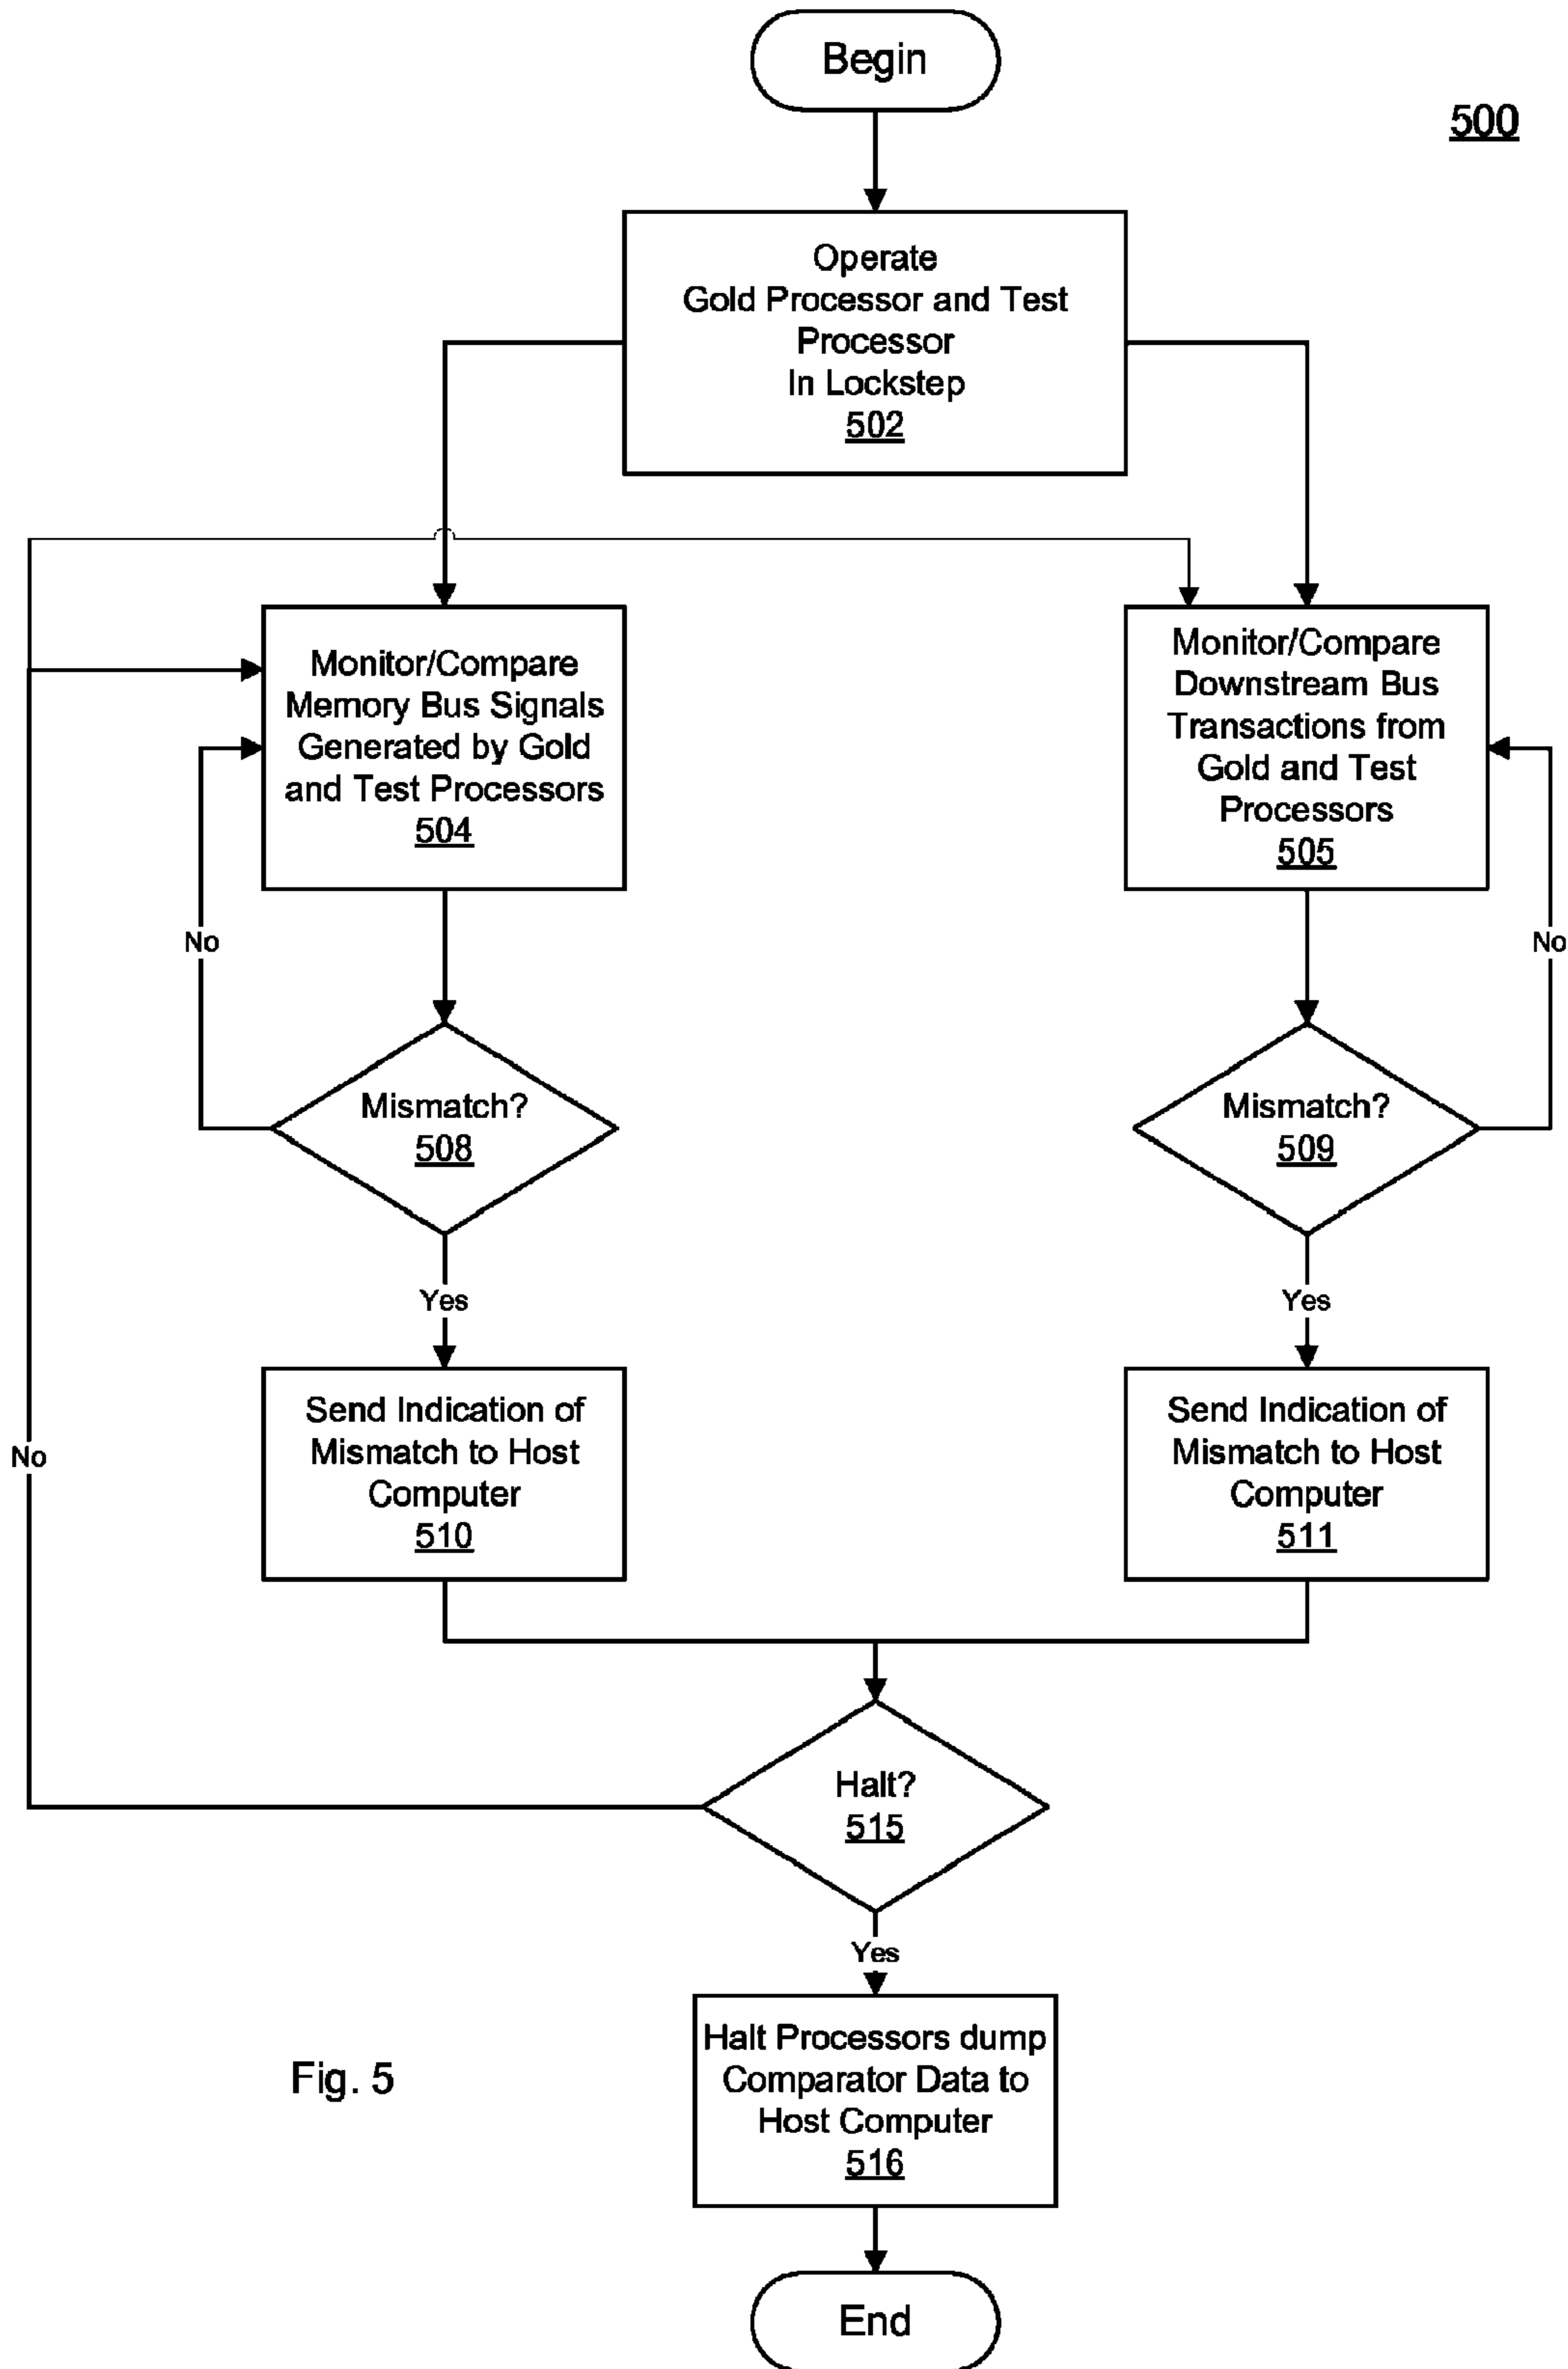 Begin
500
Operate
Gold Processor and Test
Processor
In Lockstep
502
Monitor/Compare
Memory Bus Signals
Generated by Gold
and Test Processors
504
Monitor/Compare
Downstream Bus
Transactions from
Gold and Test
Processors
505
No
No
Mismatch?
508
Mismatch?
509
Yes
Yes
Send Indication of
Mismatch to Host
Computer
510
Send Indication of
Mismatch to Host
Computer
511
No
Halt?
515
Yes
Halt Processors dump
Comparator Data to
Host Computer
516
Fig. 5
End